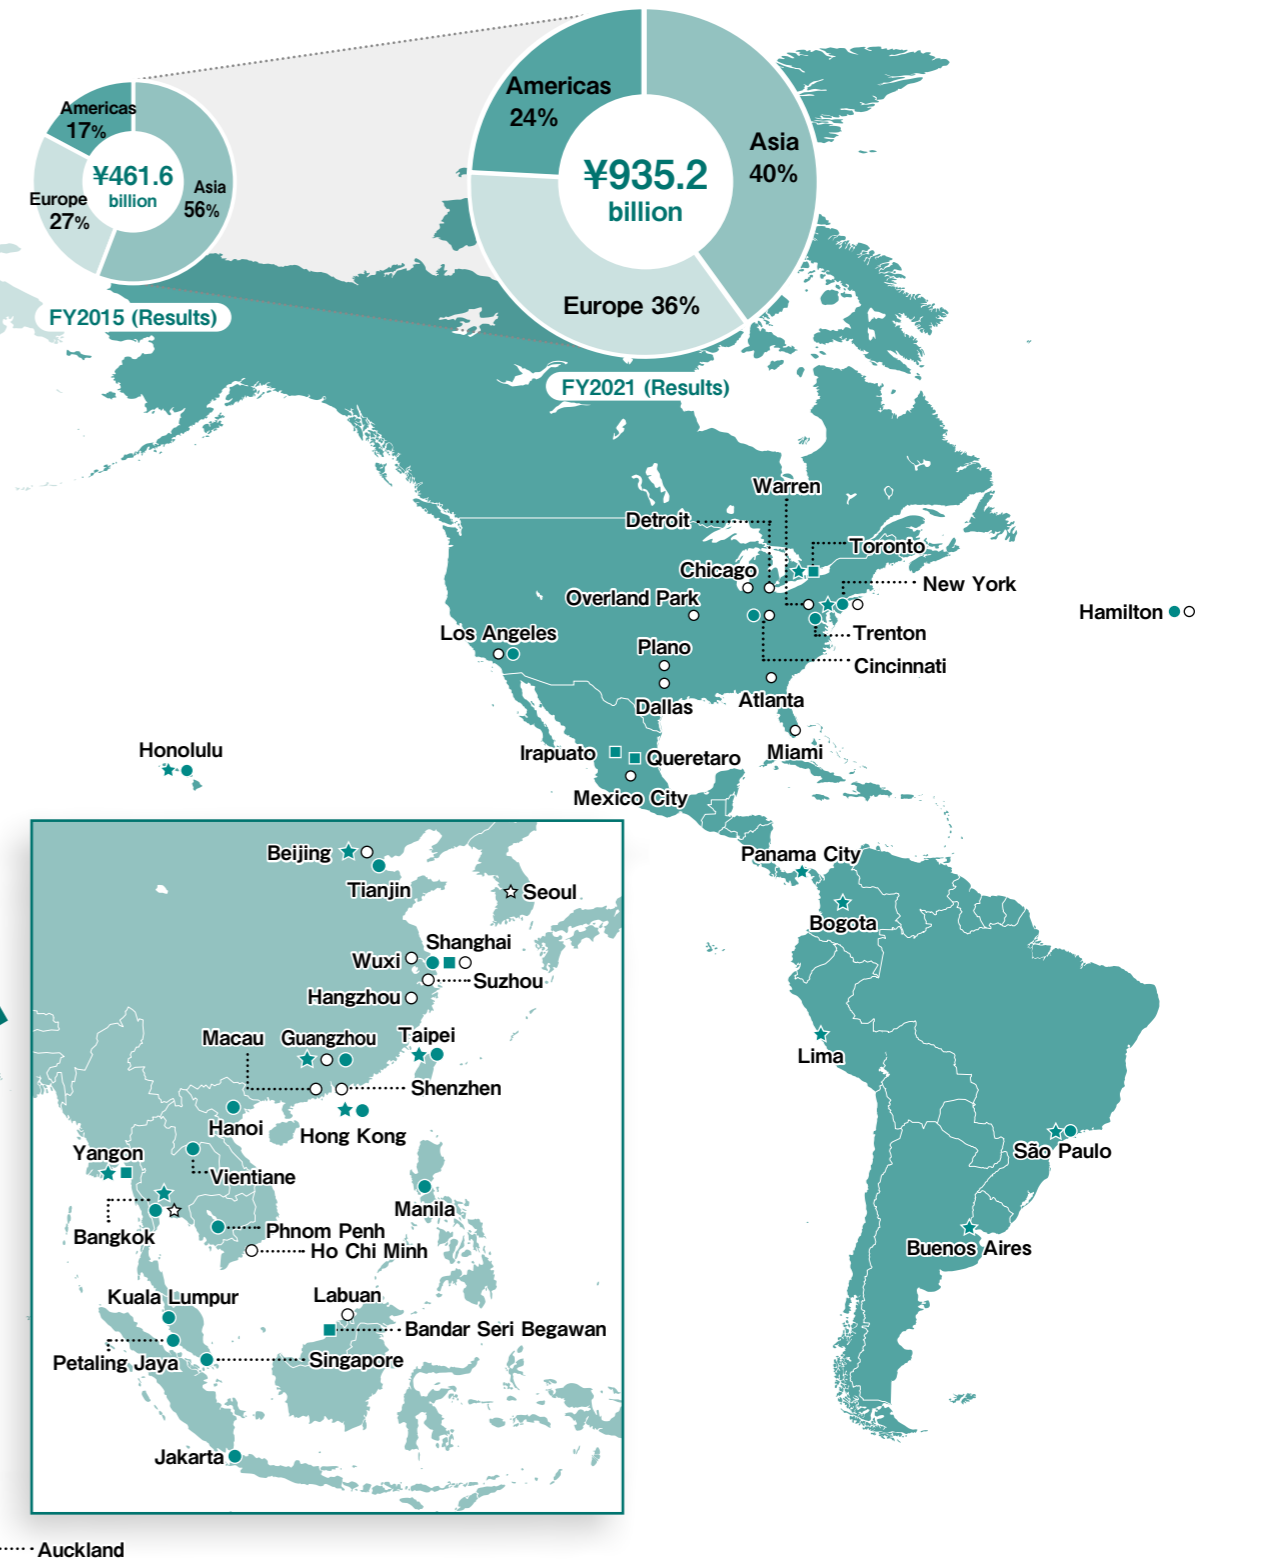 Americas
17%
¥461.6
billion
Asia
56%
Europe
27%
FY2015 (Results)
Americas
24%
Asia
40%
¥935.2
billion
Europe 36%
FY2021 (Results)
Warren
Detroit
Toronto
Chicago
New York
Overland Park
Hamilton
Los Angeles
Trenton
Plano
Cincinnati
Dallas
Atlanta
Honolulu
Irapuato
Queretaro
Miami
Mexico City
Panama City
Bogota
Lima
São Paulo
Buenos Aires
Beijing
Tianjin
Seoul
Shanghai
Wuxi
Suzhou
Hangzhou
Macau
Guangzhou
Taipei
Shenzhen
Hanoi
Hong Kong
Yangon
Vientiane
Manila
Bangkok
Phnom Penh
Ho Chi Minh
Kuala Lumpur
Labuan
Bandar Seri Begawan
Petaling Jaya
Singapore
Jakarta
Auckland